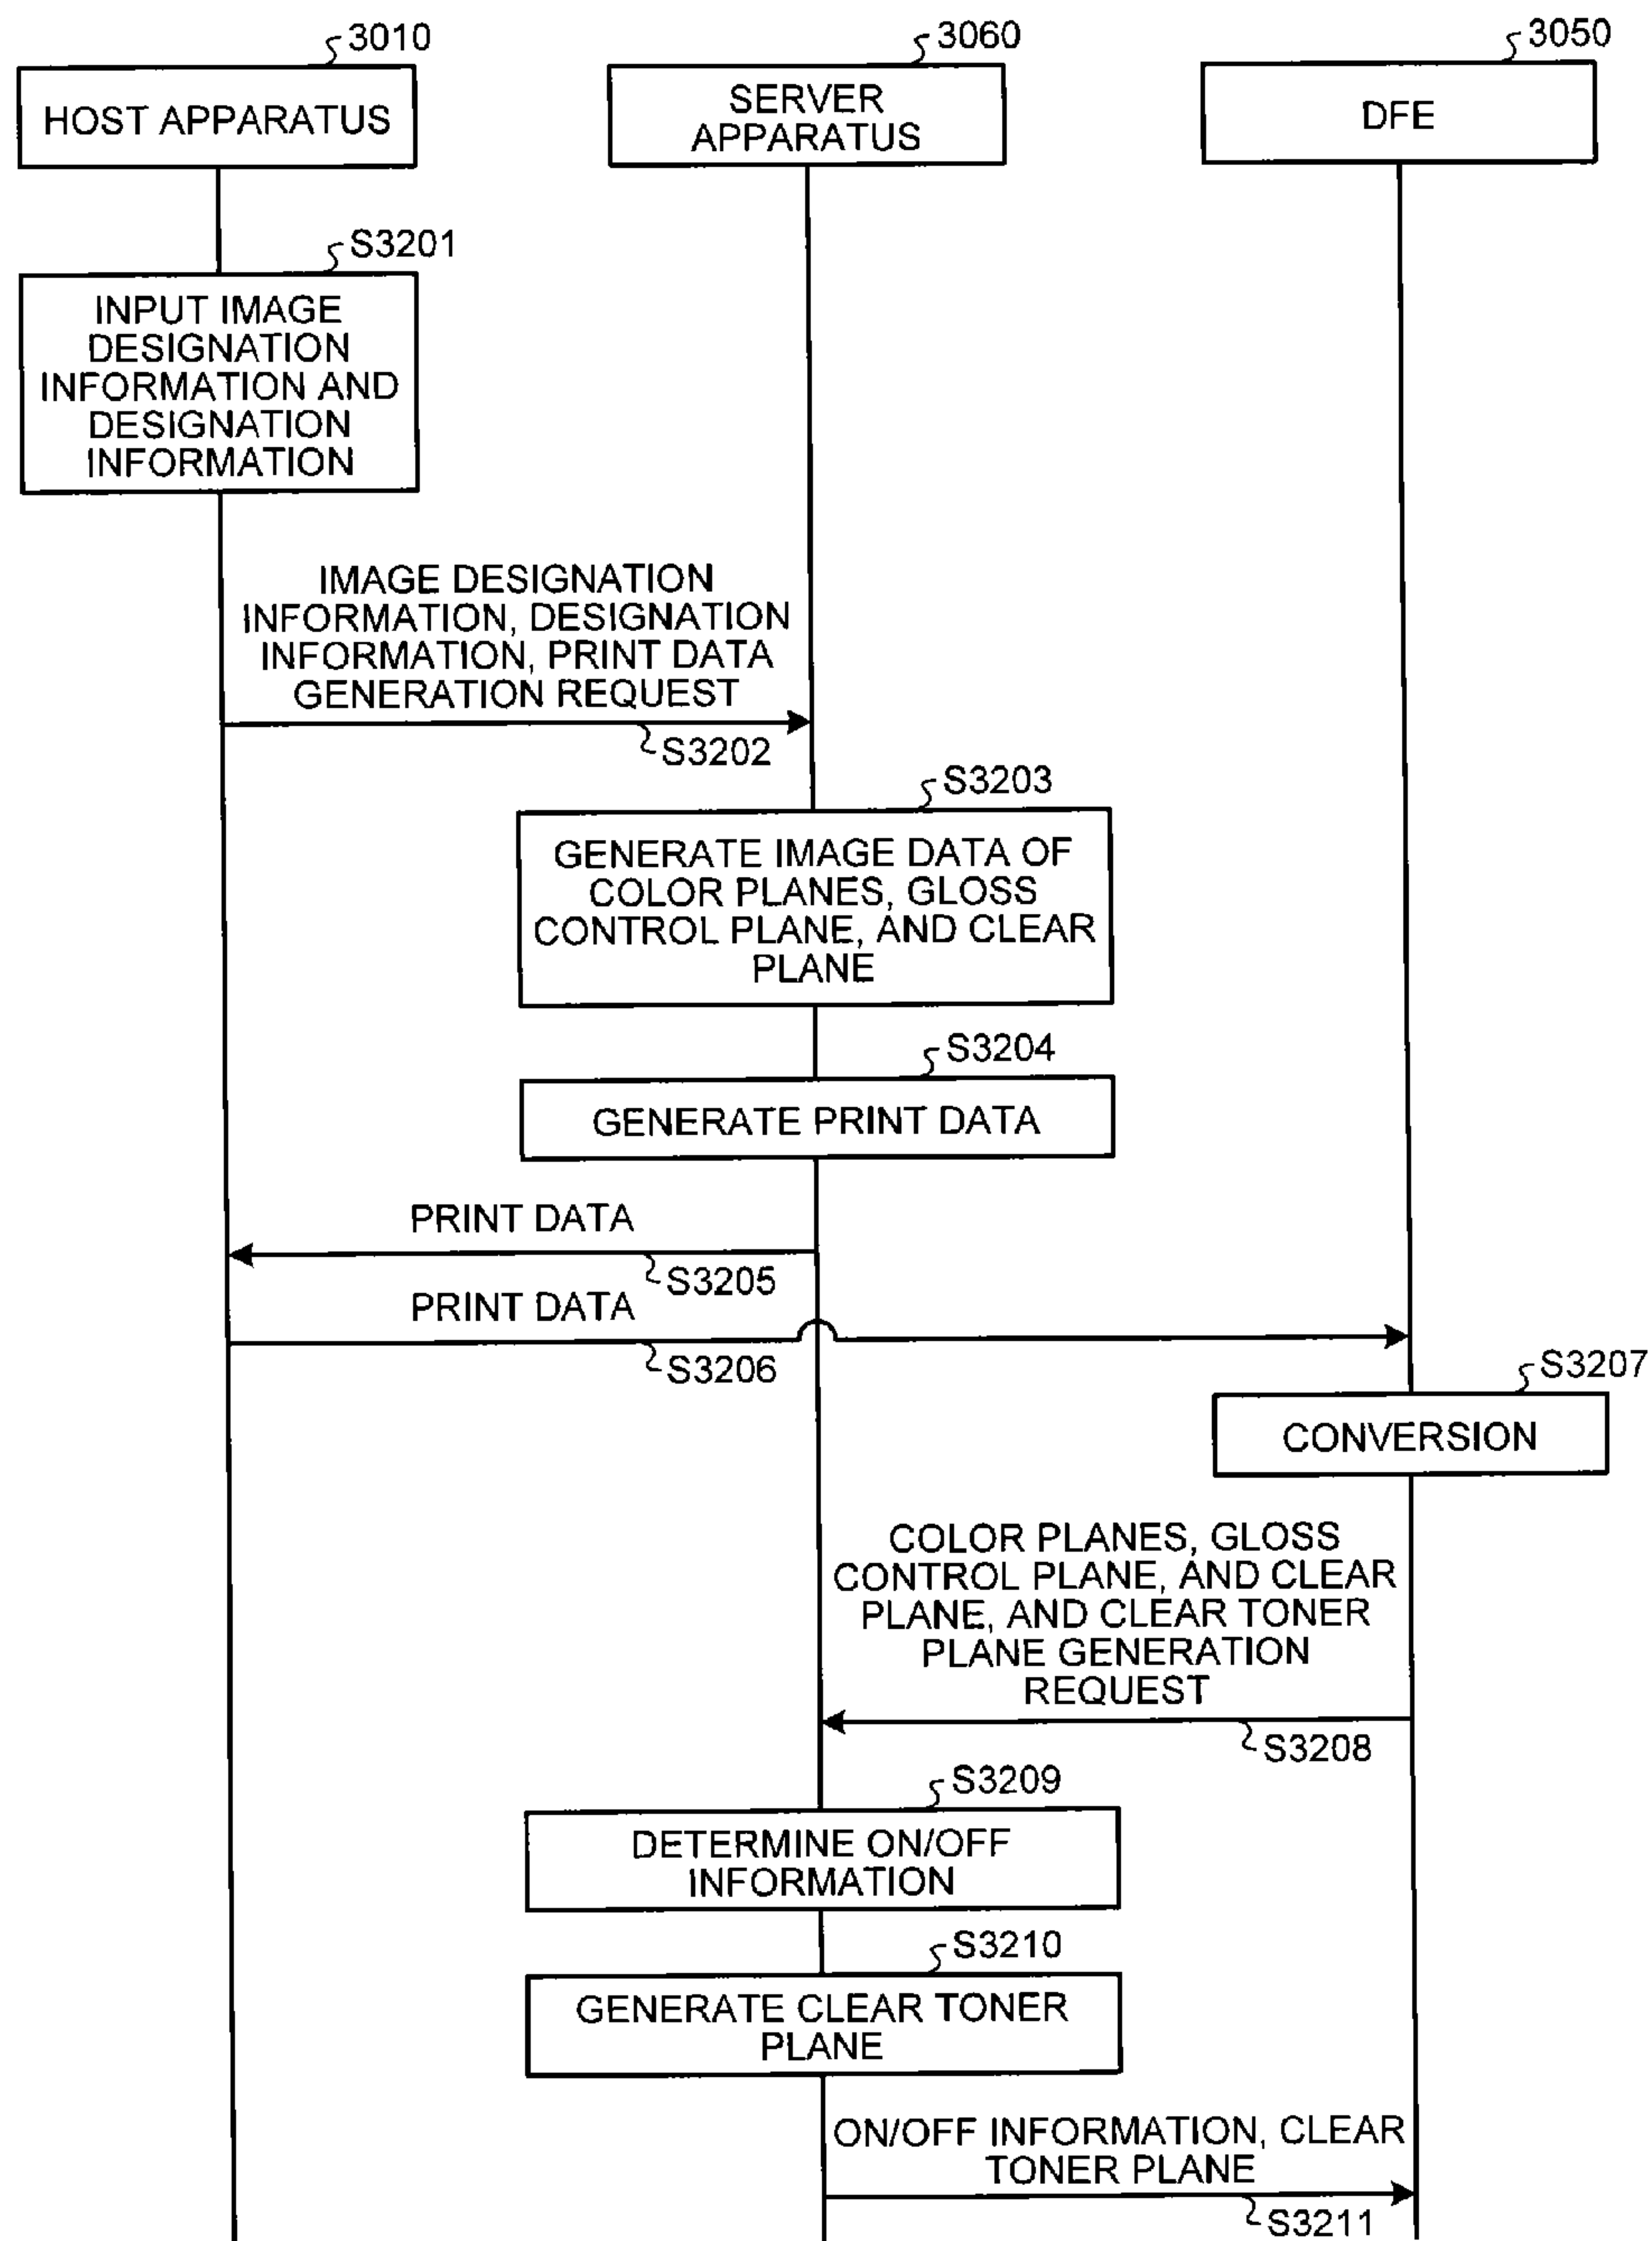 3010
3060
3050
HOST APPARATUS
SERVER
APPARATUS
DFE
S3201
INPUT IMAGE
DESIGNATION
INFORMATION AND
DESIGNATION
INFORMATION
IMAGE DESIGNATION
INFORMATION, DESIGNATION
INFORMATION, PRINT DATA
GENERATION REQUEST
S3202
S3203
GENERATE IMAGE DATA OF
COLOR PLANES, GLOSS
CONTROL PLANE, AND CLEAR
PLANE
S3204
GENERATE PRINT DATA
PRINT DATA
S3205
PRINT DATA
S3206
S3207
CONVERSION
COLOR PLANES, GLOSS
CONTROL PLANE, AND CLEAR
PLANE, AND CLEAR TONER
PLANE GENERATION
REQUEST
S3208
S3209
DETERMINE ON/OFF
INFORMATION
S3210
GENERATE CLEAR TONER
PLANE
ON/OFF INFORMATION, CLEAR
TONER PLANE
S3211